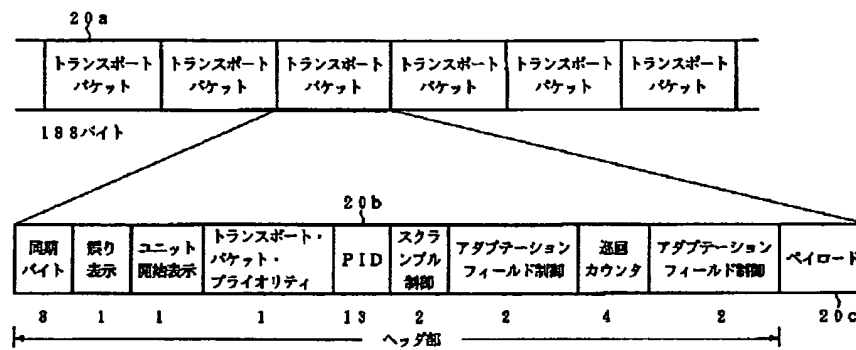 20a
トランスポート
パケット
トランスポート
パケット
トランスポート
パケット
トランスポート
パケット
トランスポート
パケット
トランスポート
パケット
188バイト
20b
同期
バイト
誤り
表示
ユニット
開始表示
トランスポート・
パケット・
プライオリティ
PID
スクラ
ンブル
制御
アダプテーション
フィールド制御
巡回
カウンタ
アダプテーション
フィールド制御
ペイロード
8
1
1
1
13
2
2
4
2
20c
ヘッダ部